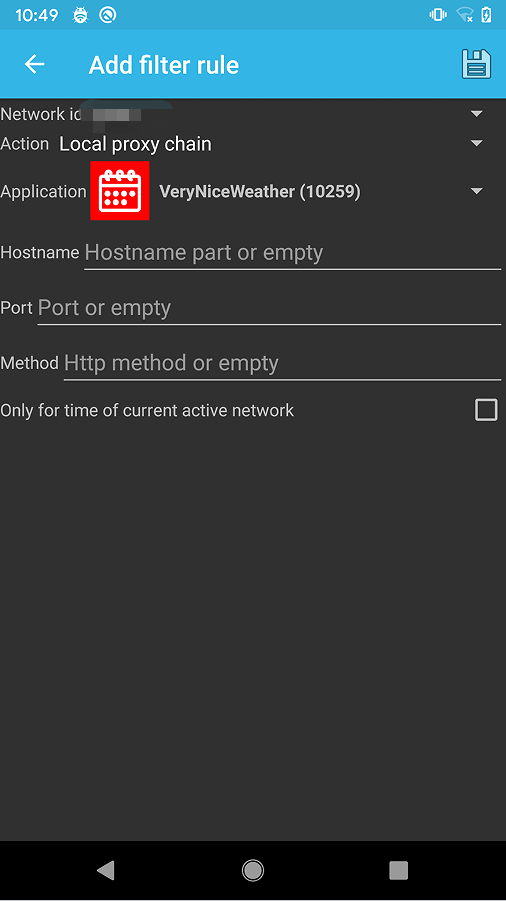 10:49
Add filter rule
Network id
Action Local proxy chain
Application VeryNiceWeather (10259)
Hostname Hostname part or empty
Port Port or empty
Method Http method or empty
Only for time of current active network